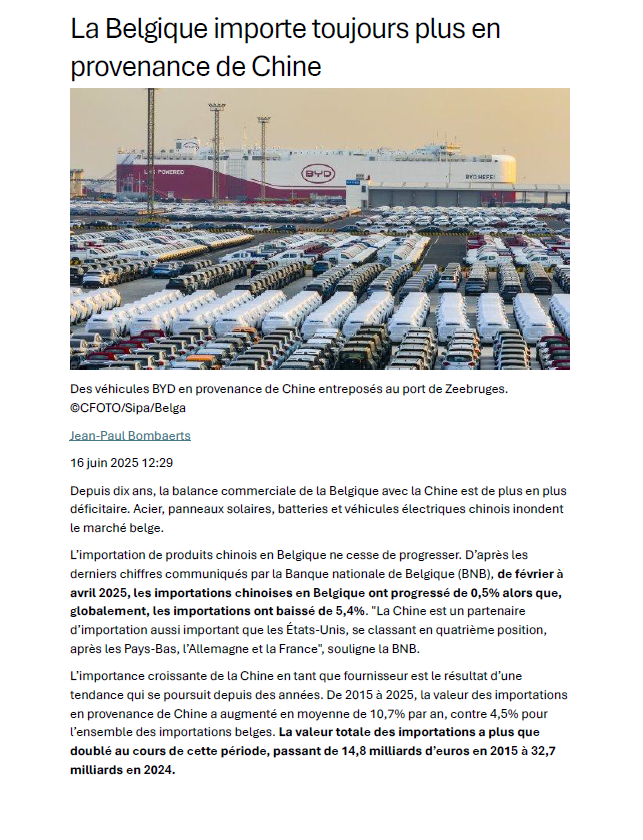 La Belgique importe toujours plus en
provenance de Chine
LNG POWERED
BYD
BYD HEFEI
Des véhicules BYD en provenance de Chine entreposés au port de Zeebruges.
©CFOTO/Sipa/Belga
Jean-Paul Bombaerts
16 juin 2025 12:29
Depuis dix ans, la balance commerciale de la Belgique avec la Chine est de plus en plus
déficitaire. Acier, panneaux solaires, batteries et véhicules électriques chinois inondent
le marché belge.
L’importation de produits chinois en Belgique ne cesse de progresser. D’après les
derniers chiffres communiqués par la Banque nationale de Belgique (BNB), de février à
avril 2025, les importations chinoises en Belgique ont progressé de 0,5% alors que,
globalement, les importations ont baissé de 5,4%. "La Chine est un partenaire
d’importation aussi important que les États-Unis, se classant en quatrième position,
après les Pays-Bas, l’Allemagne et la France", souligne la BNB.
L’importance croissante de la Chine en tant que fournisseur est le résultat d’une
tendance qui se poursuit depuis des années. De 2015 à 2025, la valeur des importations
en provenance de Chine a augmenté en moyenne de 10,7% par an, contre 4,5% pour
l’ensemble des importations belges. La valeur totale des importations a plus que
doublé au cours de cette période, passant de 14,8 milliards d’euros en 2015 à 32,7
milliards en 2024.